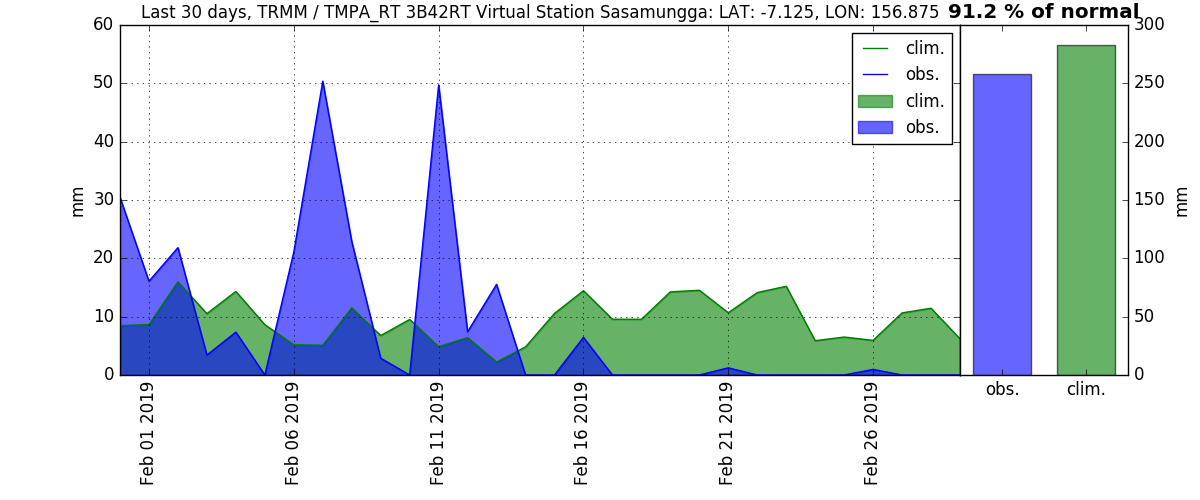 Last 30 days, TRMM / TMPA_RT 3B42RT Virtual Station Sasamungga: LAT: -7.125, LON: 156.875
91.2 % of normal
clim.
obs.
clim.
obs.
60
50
40
30
20
10
0
mm
Feb 01 2019
Feb 06 2019
Feb 11 2019
Feb 16 2019
Feb 21 2019
Feb 26 2019
300
250
200
150
100
50
0
mm
obs.
clim.